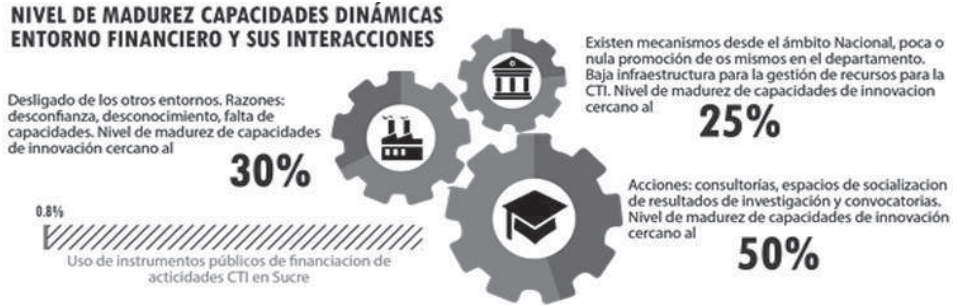 NIVEL DE MADUREZ CAPACIDADES DINÁMICAS
ENTORNO FINANCIERO Y SUS INTERACCIONES
Desligado de los otros entornos. Razones:
desconfianza, desconocimiento, falta de
capacidades. Nivel de madurez de capacidades
de innovación cercano al
30%
0.8%
Uso de instrumentos públicos de financiacion de
acticidades CTI en Sucre
Existen mecanismos desde el ámbito Nacional, poca o
nula promoción de os mismos en el departamento.
Baja infraestructura para la gestión de recursos para la
CTI. Nivel de madurez de capacidades de innovacion
cercano al
25%
Acciones: consultorías, espacios de socializacion
de resultados de investigación y convocatorias.
Nivel de madurez de capacidades de innovación
cercano al
50%